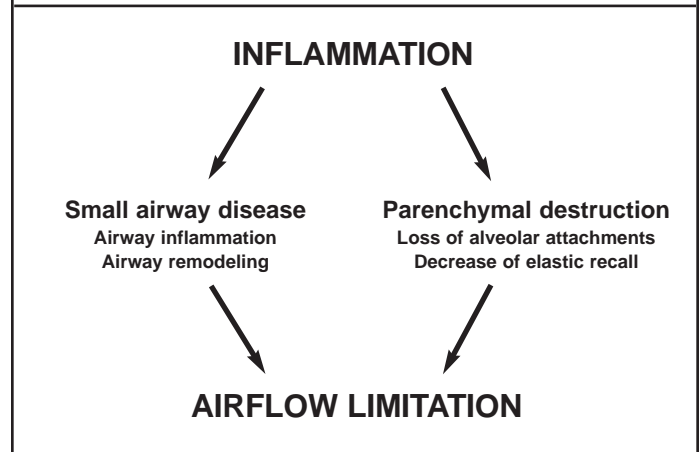 INFLAMMATION
Small airway disease
Airway inflammation
Airway remodeling
Parenchymal destruction
Loss of alveolar attachments
Decrease of elastic recall
AIRFLOW LIMITATION